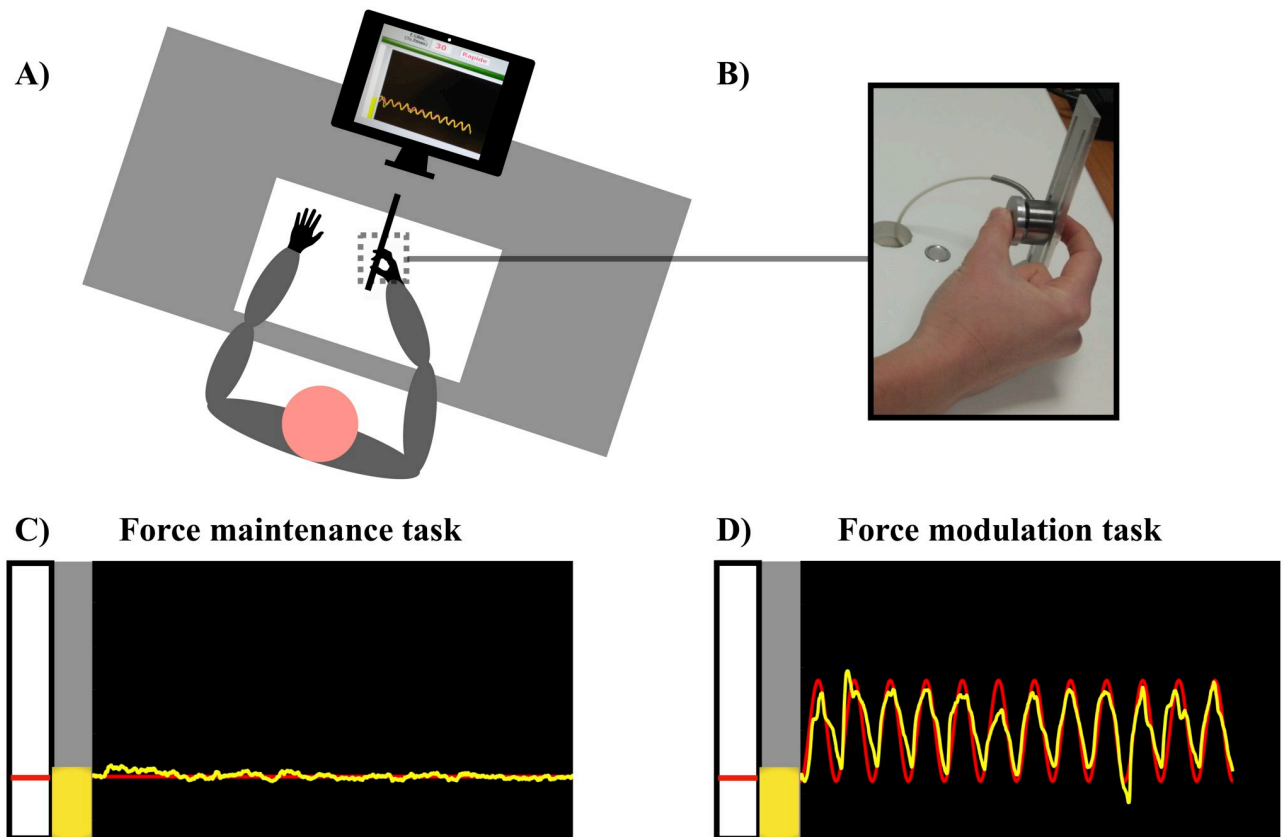 A)
B)
30
Rapide
C)
Force maintenance task
D)
Force modulation task